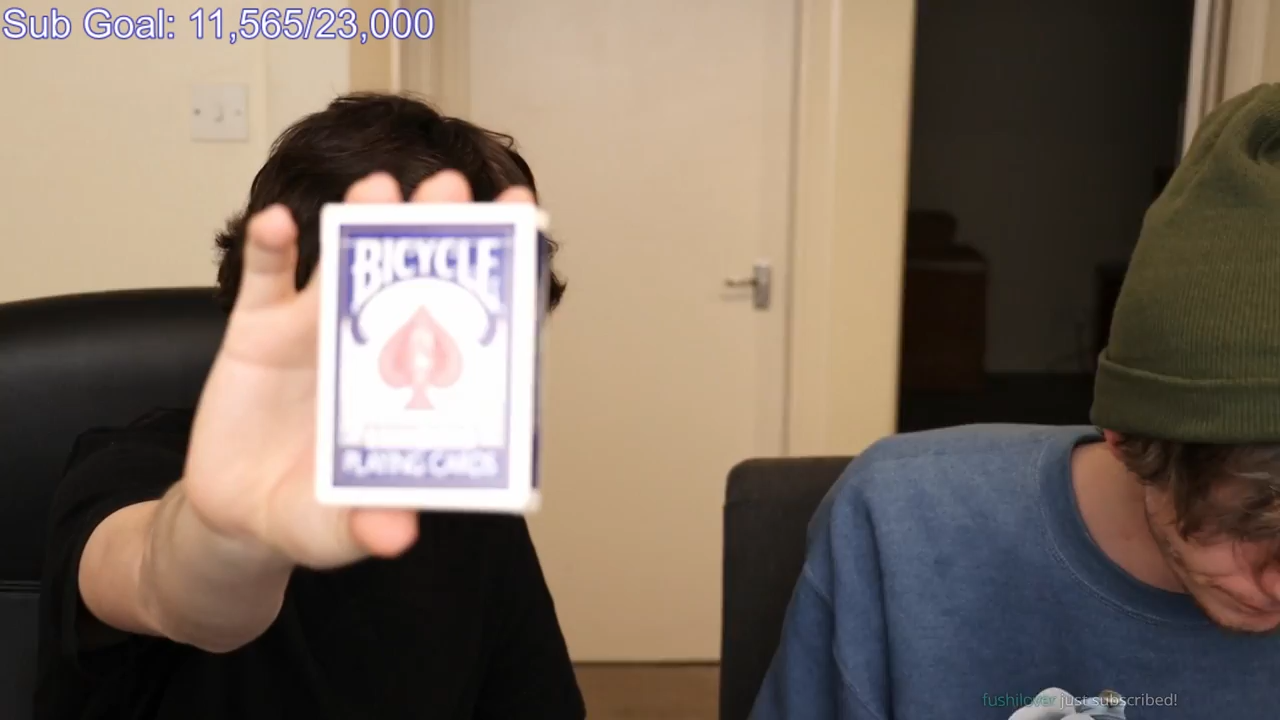 Sub Goal: 11,565/23,000
BICYCLE
PLAYING CARDS
fushilover just subscribed!